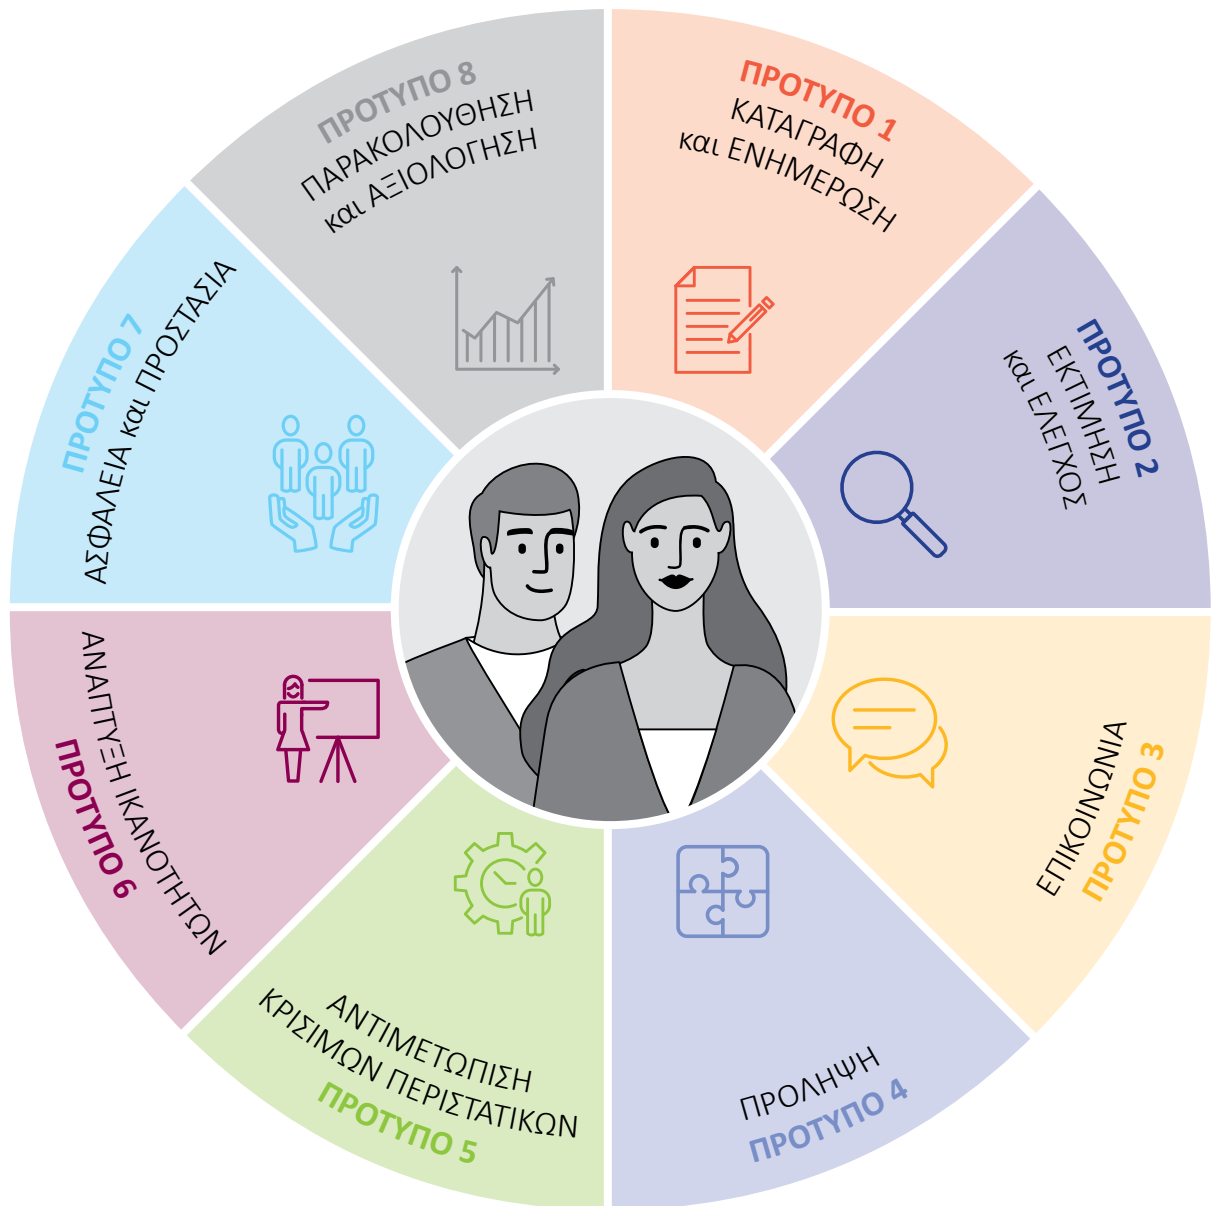 ΠΡΟΤΥΠΟ 1
ΚΑΤΑΓΡΑΦΗ
και ΕΝΗΜΕΡΩΣΗ
ΠΡΟΤΥΠΟ 2
ΕΚΤΙΜΗΣΗ
και ΕΛΕΓΧΟΣ
ΕΠΙΚΟΙΝΩΝΙΑ
ΠΡΟΤΥΠΟ 3
ΠΡΟΛΗΨΗ
ΠΡΟΤΥΠΟ 4
ΑΝΤΙΜΕΤΩΠΙΣΗ
ΚΡΙΣΙΜΩΝ ΠΕΡΙΣΤΑΤΙΚΩΝ
ΠΡΟΤΥΠΟ 5
ΑΝΑΠΤΥΞΗ ΙΚΑΝΟΤΗΤΩΝ
ΠΡΟΤΥΠΟ 6
ΠΡΟΤΥΠΟ 7
ΑΣΦΑΛΕΙΑ και ΠΡΟΣΤΑΣΙΑ
ΠΡΟΤΥΠΟ 8
ΠΑΡΑΚΟΛΟΥΘΗΣΗ
και ΑΞΙΟΛΟΓΗΣΗ